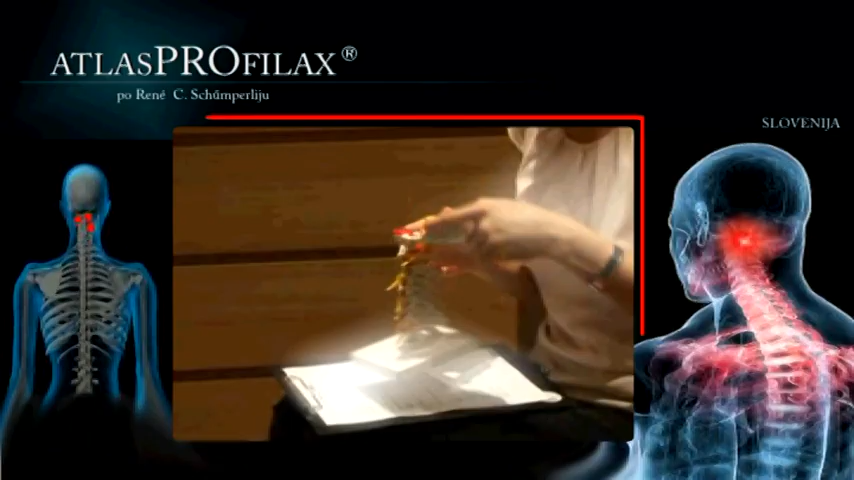 ATLASPROFILAX®
po René C. Schümperliju
SLOVENIJA